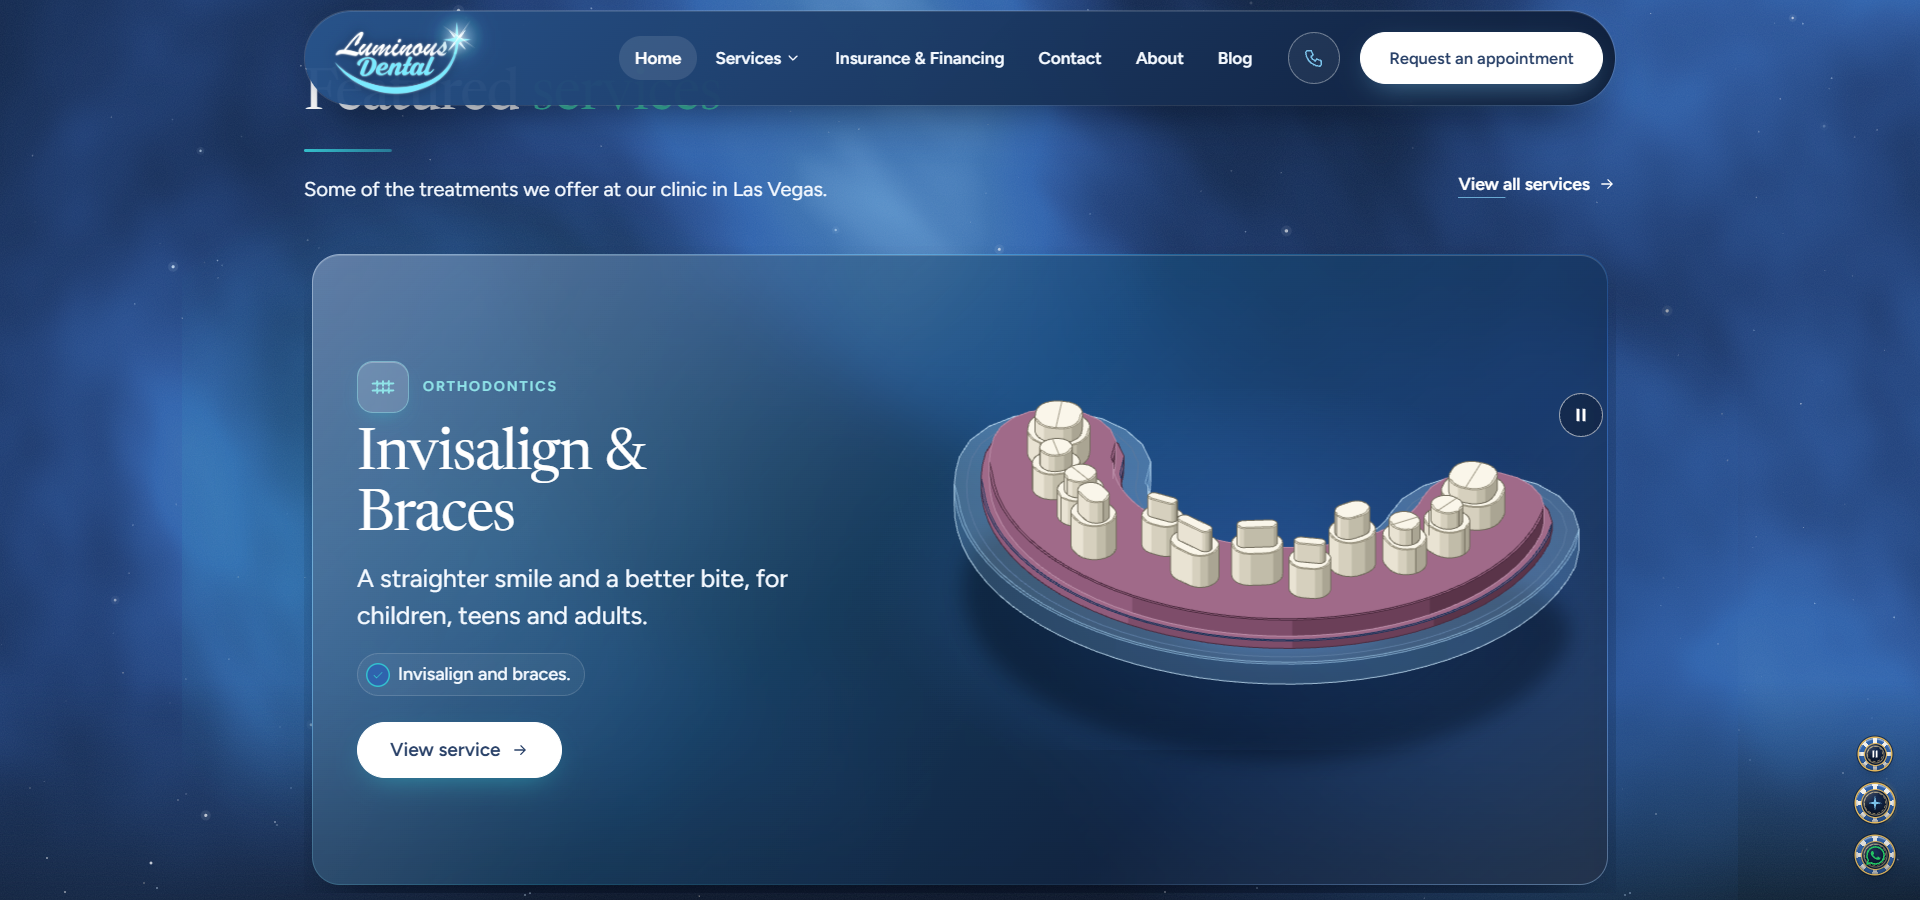 Luminous
Dental
Home
Services
Insurance & Financing
Contact
About
Blog
Request an appointment
Featured services
Some of the treatments we offer at our clinic in Las Vegas.
View all services
ORTHODONTICS
Invisalign &
Braces
A straighter smile and a better bite, for
children, teens and adults.
Invisalign and braces.
View service